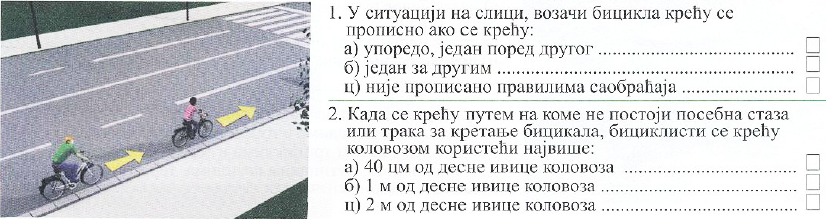 1. У ситуацији на слици, возачи бицикла крећу се
прописно ако се крећу:
а) упоредо, један поред другог
б) један за другим
ц) није прописано правилима саобраћаја
2. Када се крећу путем на коме не постоји посебна стаза
или трака за кретање бицикала, бициклисти се крећу
коловозом користећи највише:
а) 40 цм од десне ивице коловоза
б) 1 м од десне ивице коловоза
ц) 2 м од десне ивице коловоза